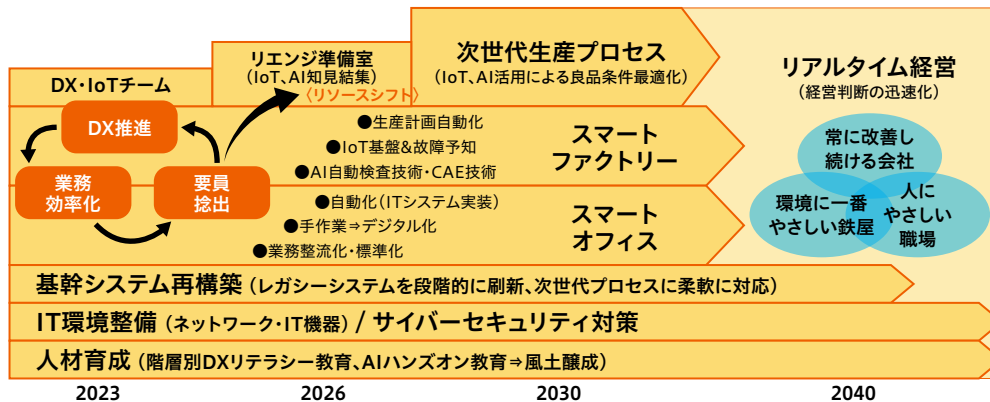 DX・IoTチーム
リエンジ準備室
(IoT、AI知見結集)
〈リソースシフト〉
次世代生産プロセス
(IoT、AI活用による良品条件最適化)
リアルタイム経営
(経営判断の迅速化)
DX推進
業務
効率化
要員
捻出
●生産計画自動化
●IoT基盤&故障予知
●AI自動検査技術・CAE技術
スマート
ファクトリー
●自動化(ITシステム実装)
●手作業⇒デジタル化
●業務整流化・標準化
スマート
オフィス
常に改善し
続ける会社
環境に一番
やさしい鉄屋
人に
やさしい
職場
基幹システム再構築(レガシーシステムを段階的に刷新、次世代プロセスに柔軟に対応)
IT環境整備(ネットワーク・IT機器)/ サイバーセキュリティ対策
人材育成(階層別DXリテラシー教育、AIハンズオン教育⇒風土醸成)
2023 2026 2030 2040